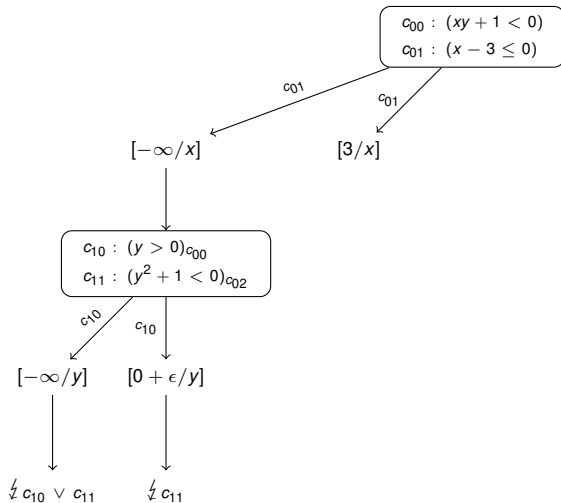 c₀₀ : (xy + 1 < 0)
c₀₁ : (x − 3 ≤ 0)
c₀₁
c₀₁
[−∞/x]
[3/x]
c₁₀ : (y > 0)c₀₀
c₁₁ : (y² + 1 < 0)c₀₂
c₁₀
c₁₀
[−∞/y]
[0 + ϵ/y]
↯c₁₀ ∨ c₁₁
↯c₁₁